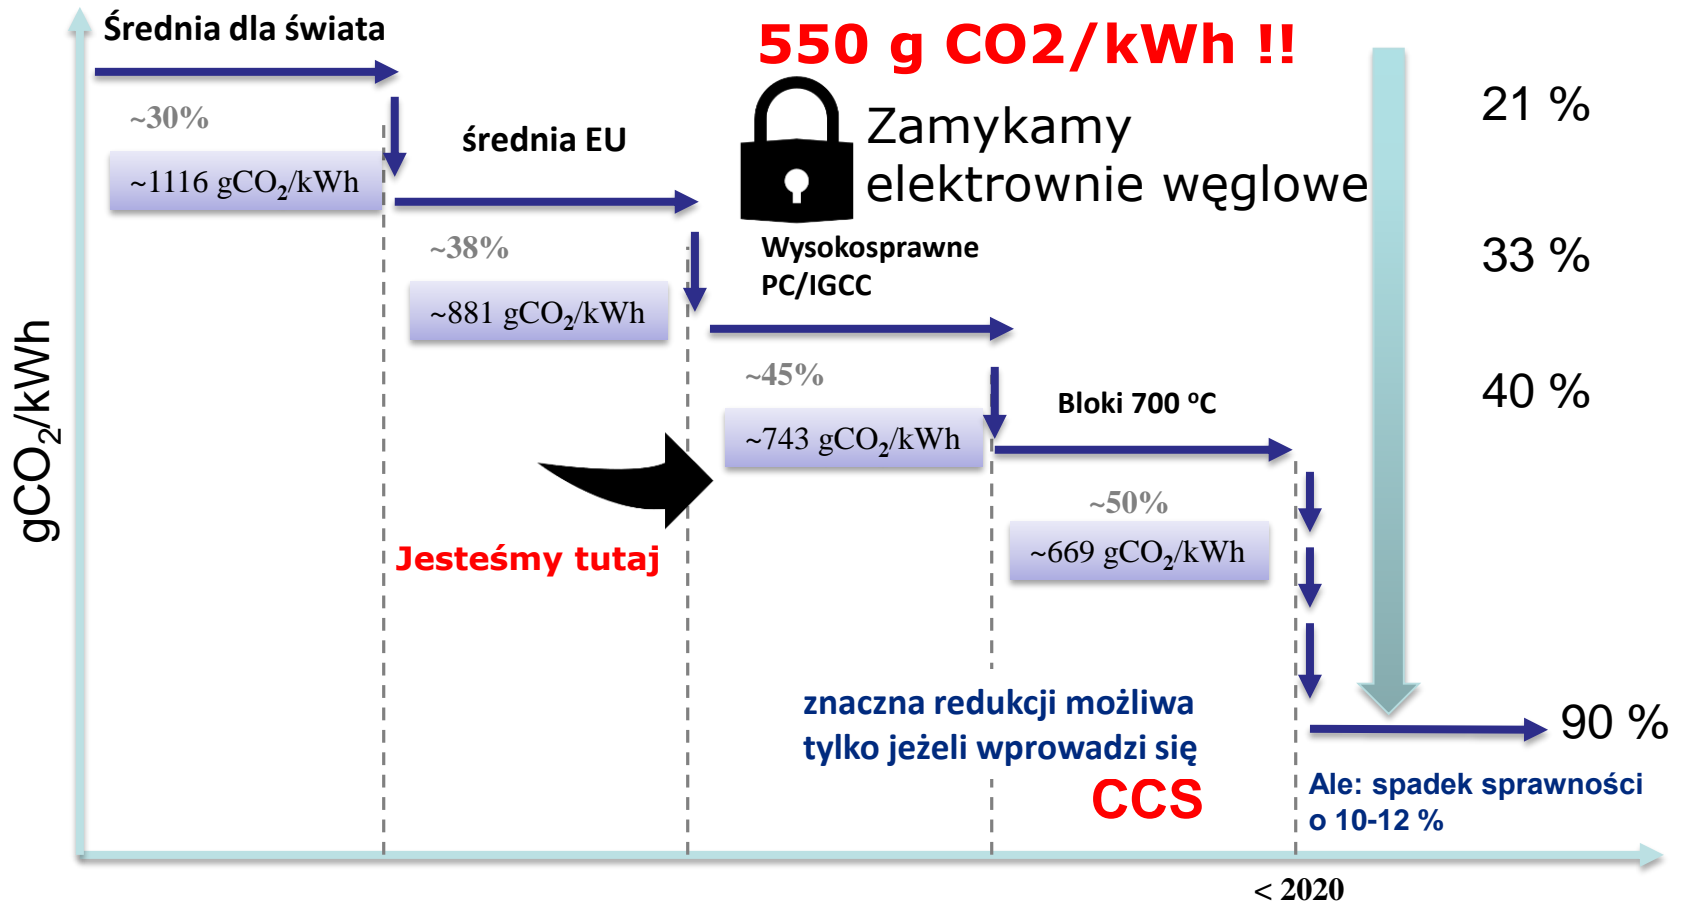 Średnia dla świata
550 g CO2/kWh !!
~30%
21 %
Zamykamy
elektrownie węglowe
średnia EU
~1116 gCO₂/kWh
~38%
Wysokosprawne
PC/IGCC
33 %
~881 gCO₂/kWh
~45%
40 %
Bloki 700 ºC
gCO₂/kWh
~743 gCO₂/kWh
~50%
Jesteśmy tutaj
~669 gCO₂/kWh
znaczna redukcji możliwa
tylko jeżeli wprowadzi się
CCS
90 %
Ale: spadek sprawności
o 10-12 %
< 2020